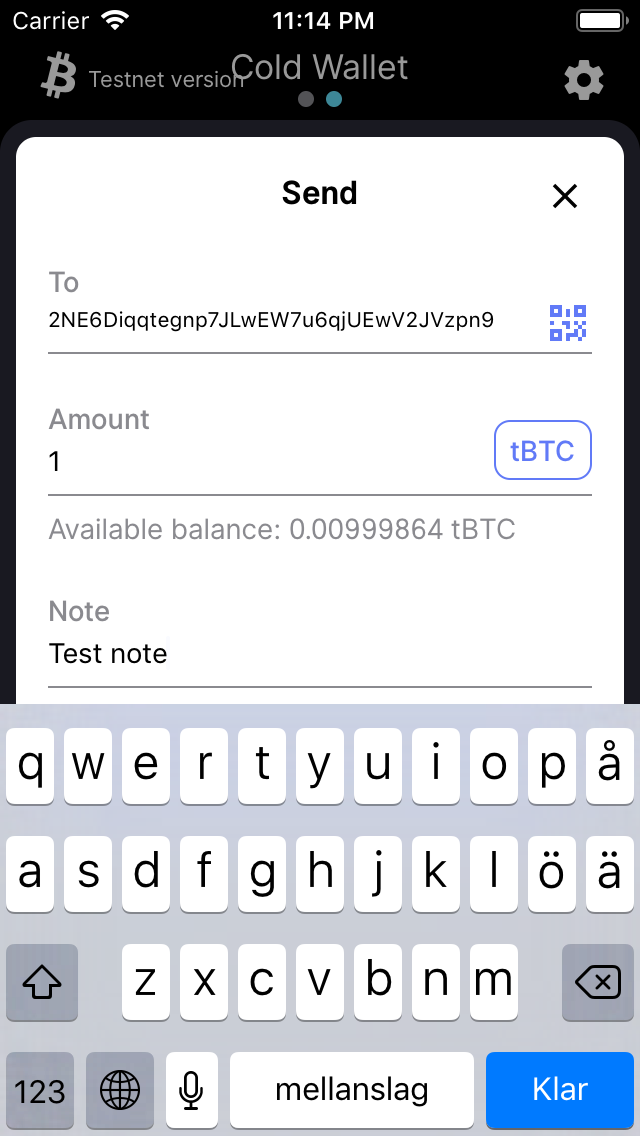 Carrier 11:14 PM
Testnet version Cold Wallet
Send
To
2NE6Diqqtegnp7JLwEW7u6qjUEwV2JVzpn9
Amount
1 tBTC
Available balance: 0.00999864 tBTC
Note
Test note
q w e r t y u i o p å
a s d f g h j k l ö ä
z x c v b n m
123 mellanslag Klar